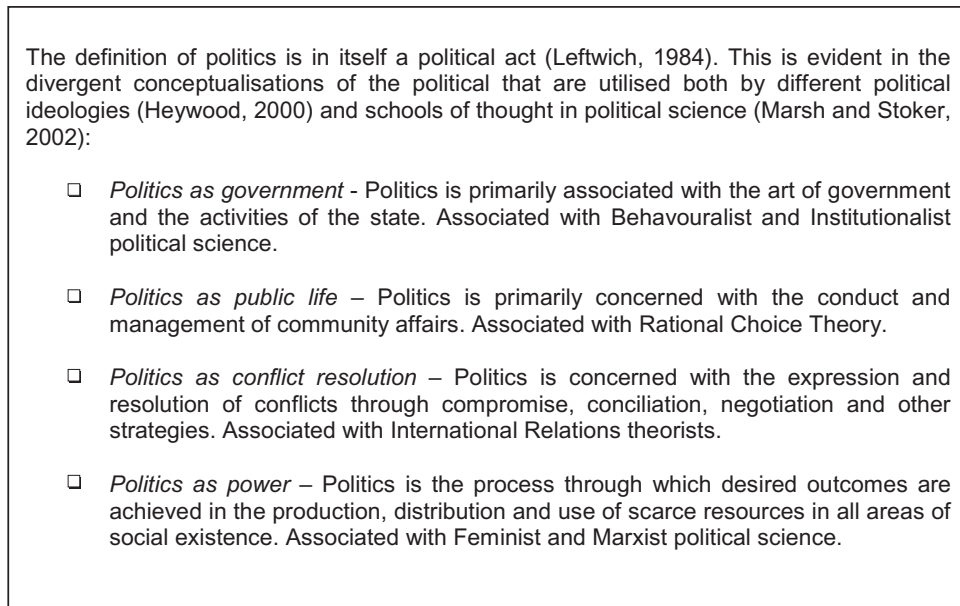 The definition of politics is in itself a political act (Leftwich, 1984). This is evident in the
divergent conceptualisations of the political that are utilised both by different political
ideologies (Heywood, 2000) and schools of thought in political science (Marsh and Stoker,
2002):
❑ Politics as government - Politics is primarily associated with the art of government
and the activities of the state. Associated with Behavouralist and Institutionalist
political science.
❑ Politics as public life – Politics is primarily concerned with the conduct and
management of community affairs. Associated with Rational Choice Theory.
❑ Politics as conflict resolution – Politics is concerned with the expression and
resolution of conflicts through compromise, conciliation, negotiation and other
strategies. Associated with International Relations theorists.
❑ Politics as power – Politics is the process through which desired outcomes are
achieved in the production, distribution and use of scarce resources in all areas of
social existence. Associated with Feminist and Marxist political science.